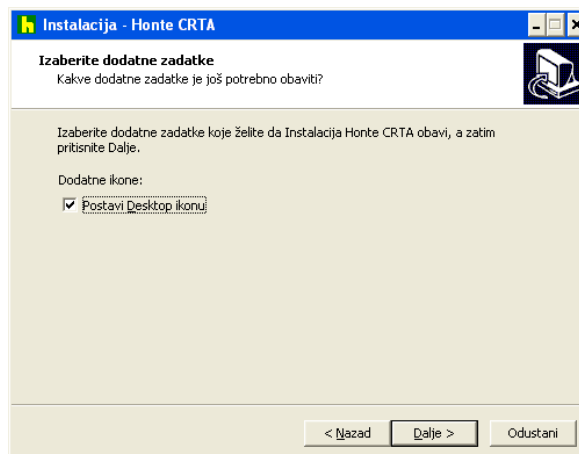 Instalacija - Honte CRTA
Izaberite dodatne zadatke
Kakve dodatne zadatke je još potrebno obaviti?
Izaberite dodatne zadatke koje želite da Instalacija Honte CRTA obavi, a zatim
pritisnite Dalje.
Dodatne ikone:
Postavi Desktop ikonu
< Nazad Dalje > Odustani